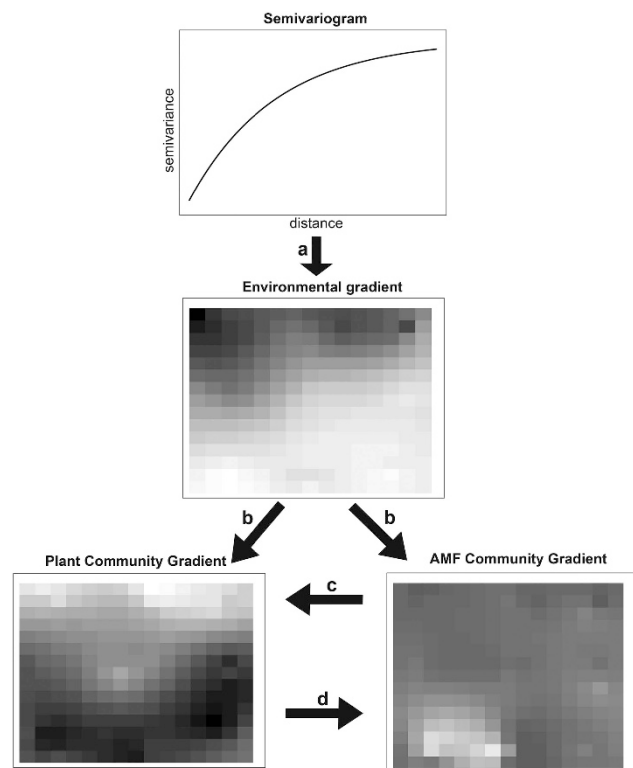 Semivariogram
semivariance
distance
a
Environmental gradient
b
b
Plant Community Gradient
AMF Community Gradient
c
d